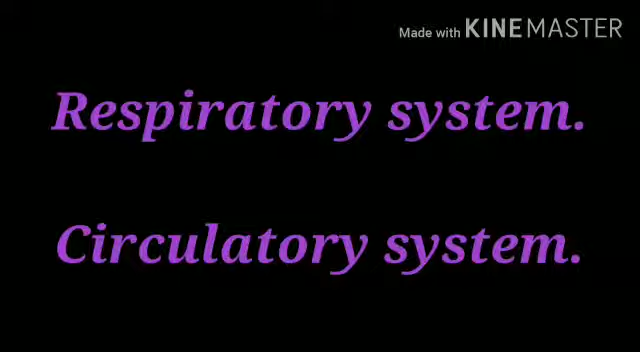 Made with KINEMASTER
Respiratory system.
Circulatory system.